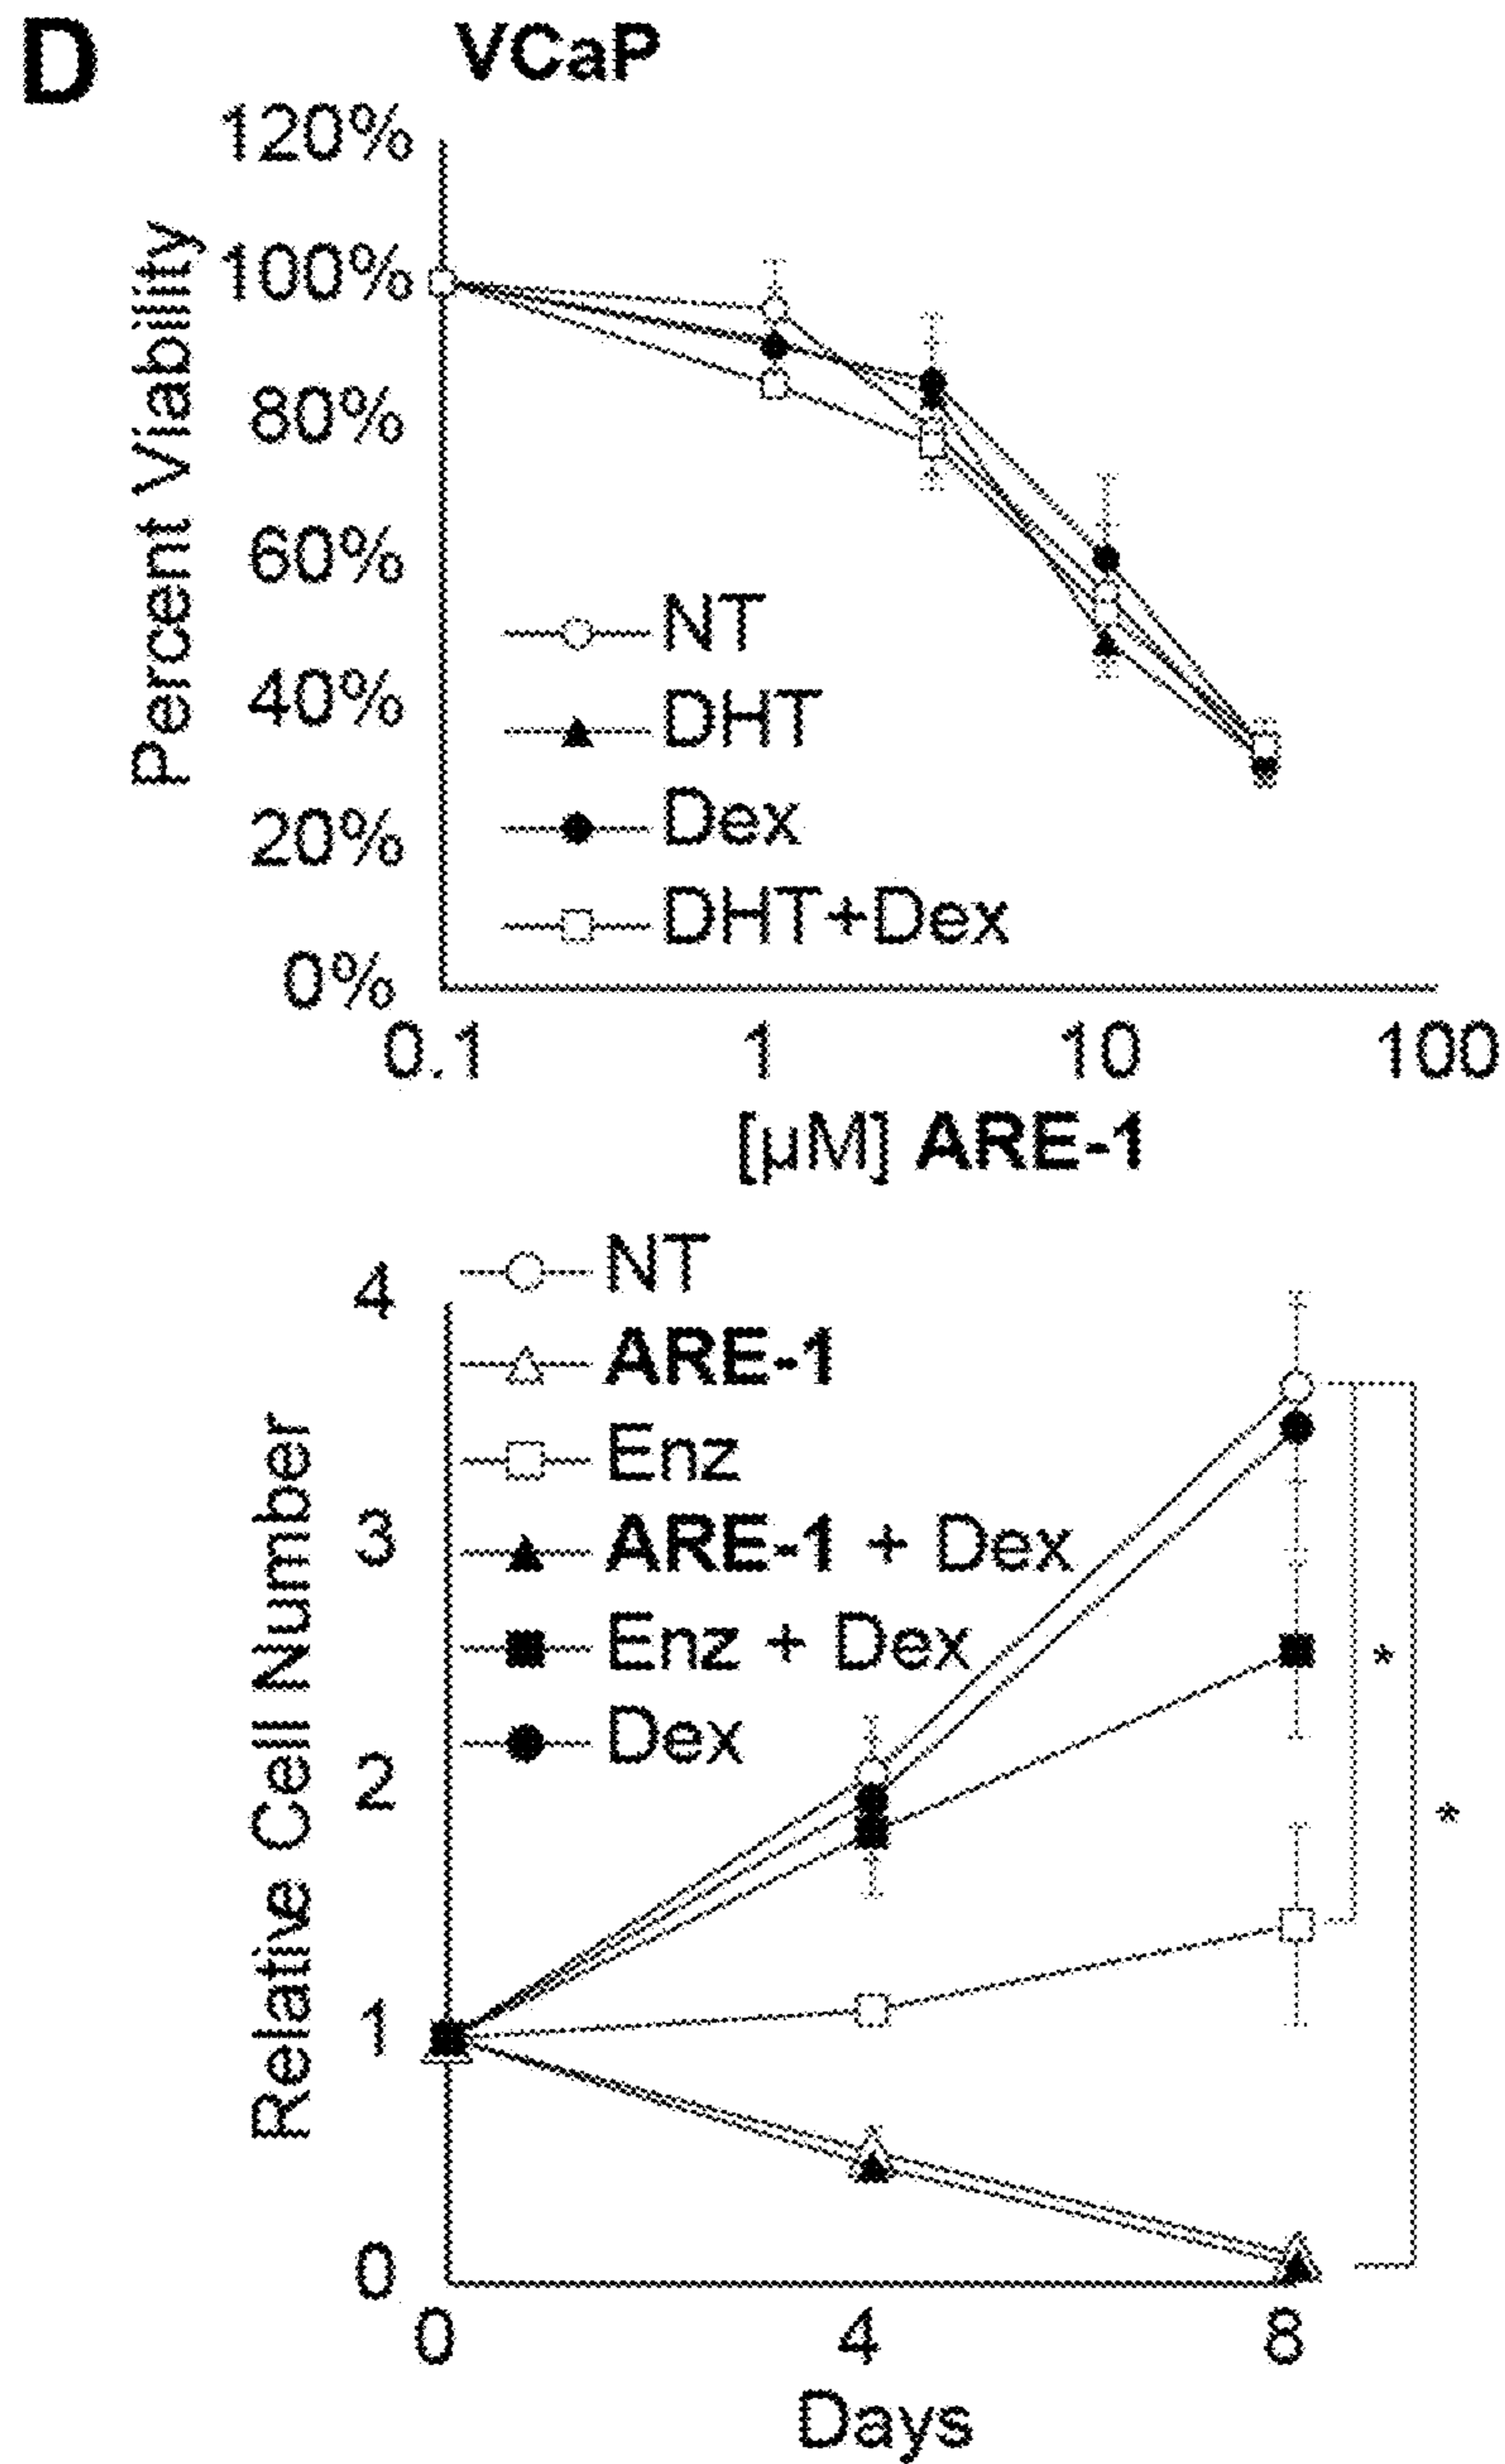 D
VCaP
120%
100%
80%
60%
40%
20%
0%
Percent Viability
NT
DHT
Dex
DHT+Dex
0.1 1 10 100
[µM] ARE-1
NT
ARE-1
Enz
ARE-1 + Dex
Enz + Dex
Dex
4
3
2
1
0
Relative Cell Number
*
*
0 4 8
Days